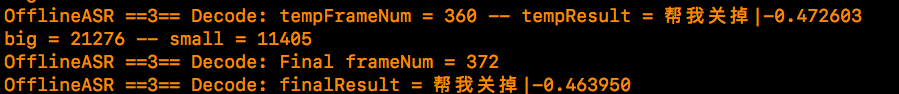 OfflineASR ==3== Decode: tempFrameNum = 360 -- tempResult = 帮我关掉|-0.472603
big = 21276 -- small = 11405
OfflineASR ==3== Decode: Final frameNum = 372
OfflineASR ==3== Decode: finalResult = 帮我关掉|-0.463950